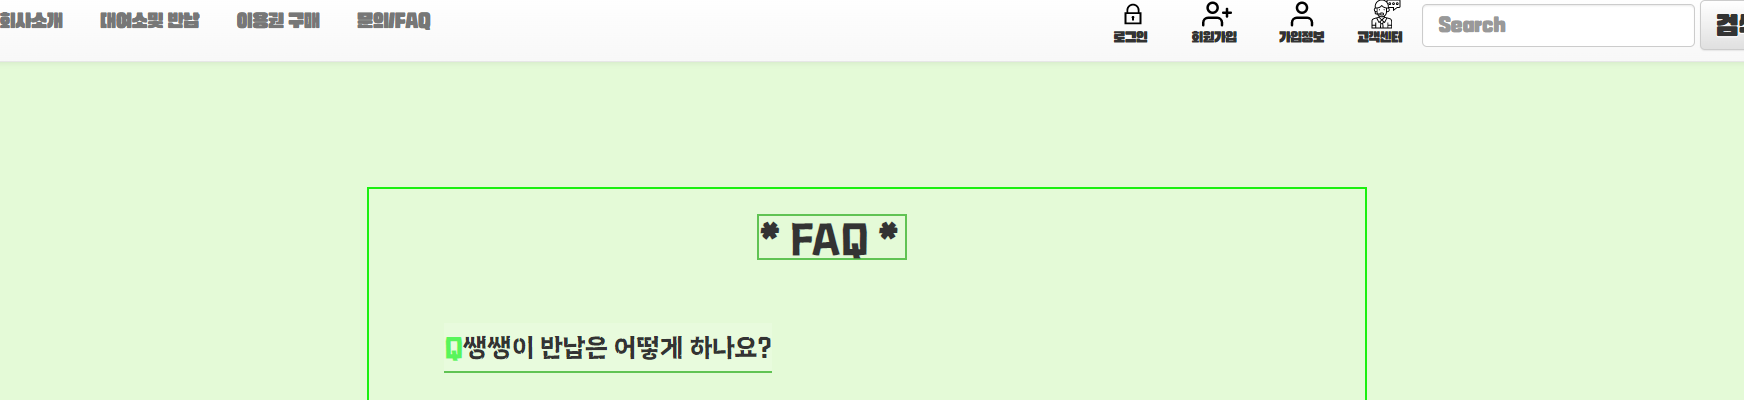 회사소개 대여소및 반납 이용권 구매 문의/FAQ
로그인 회원가입 가입정보 고객센터 Search
* FAQ *
Q쌩쌩이 반납은 어떻게 하나요?